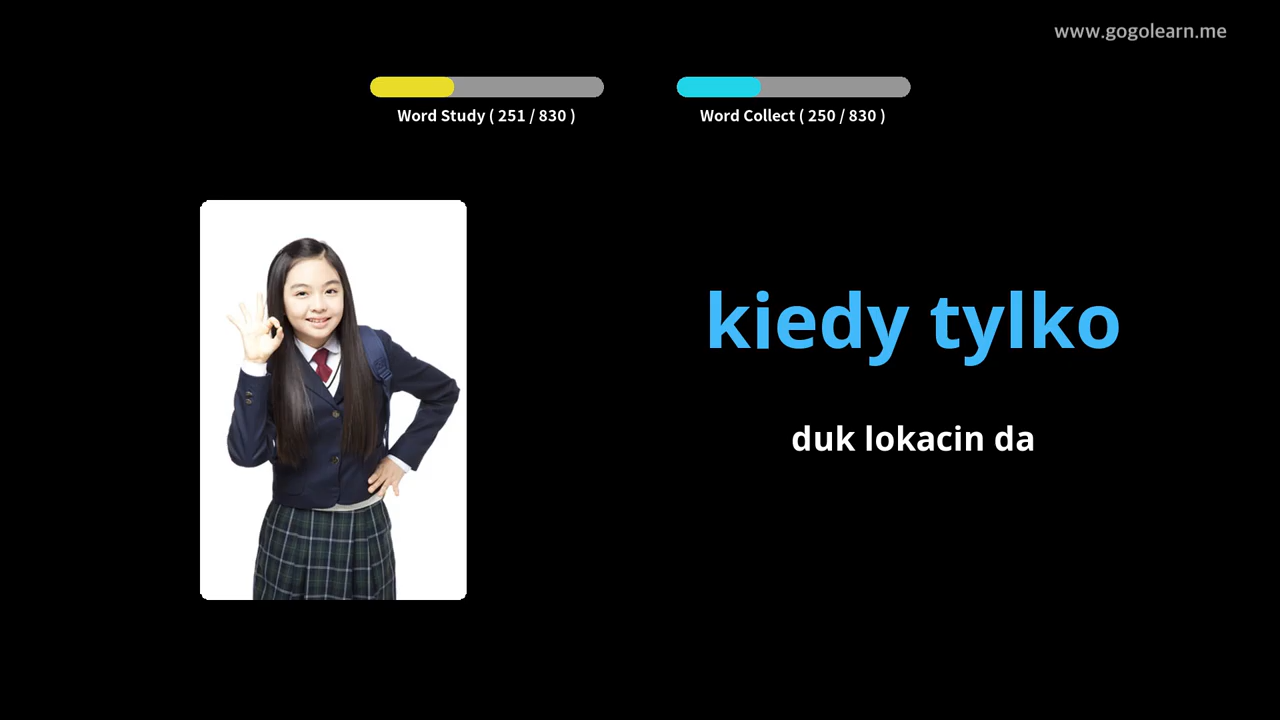 www.gogolearn.me
Word Study ( 251 / 830 )
Word Collect ( 250 / 830 )
kiedy tylko
duk lokacin da